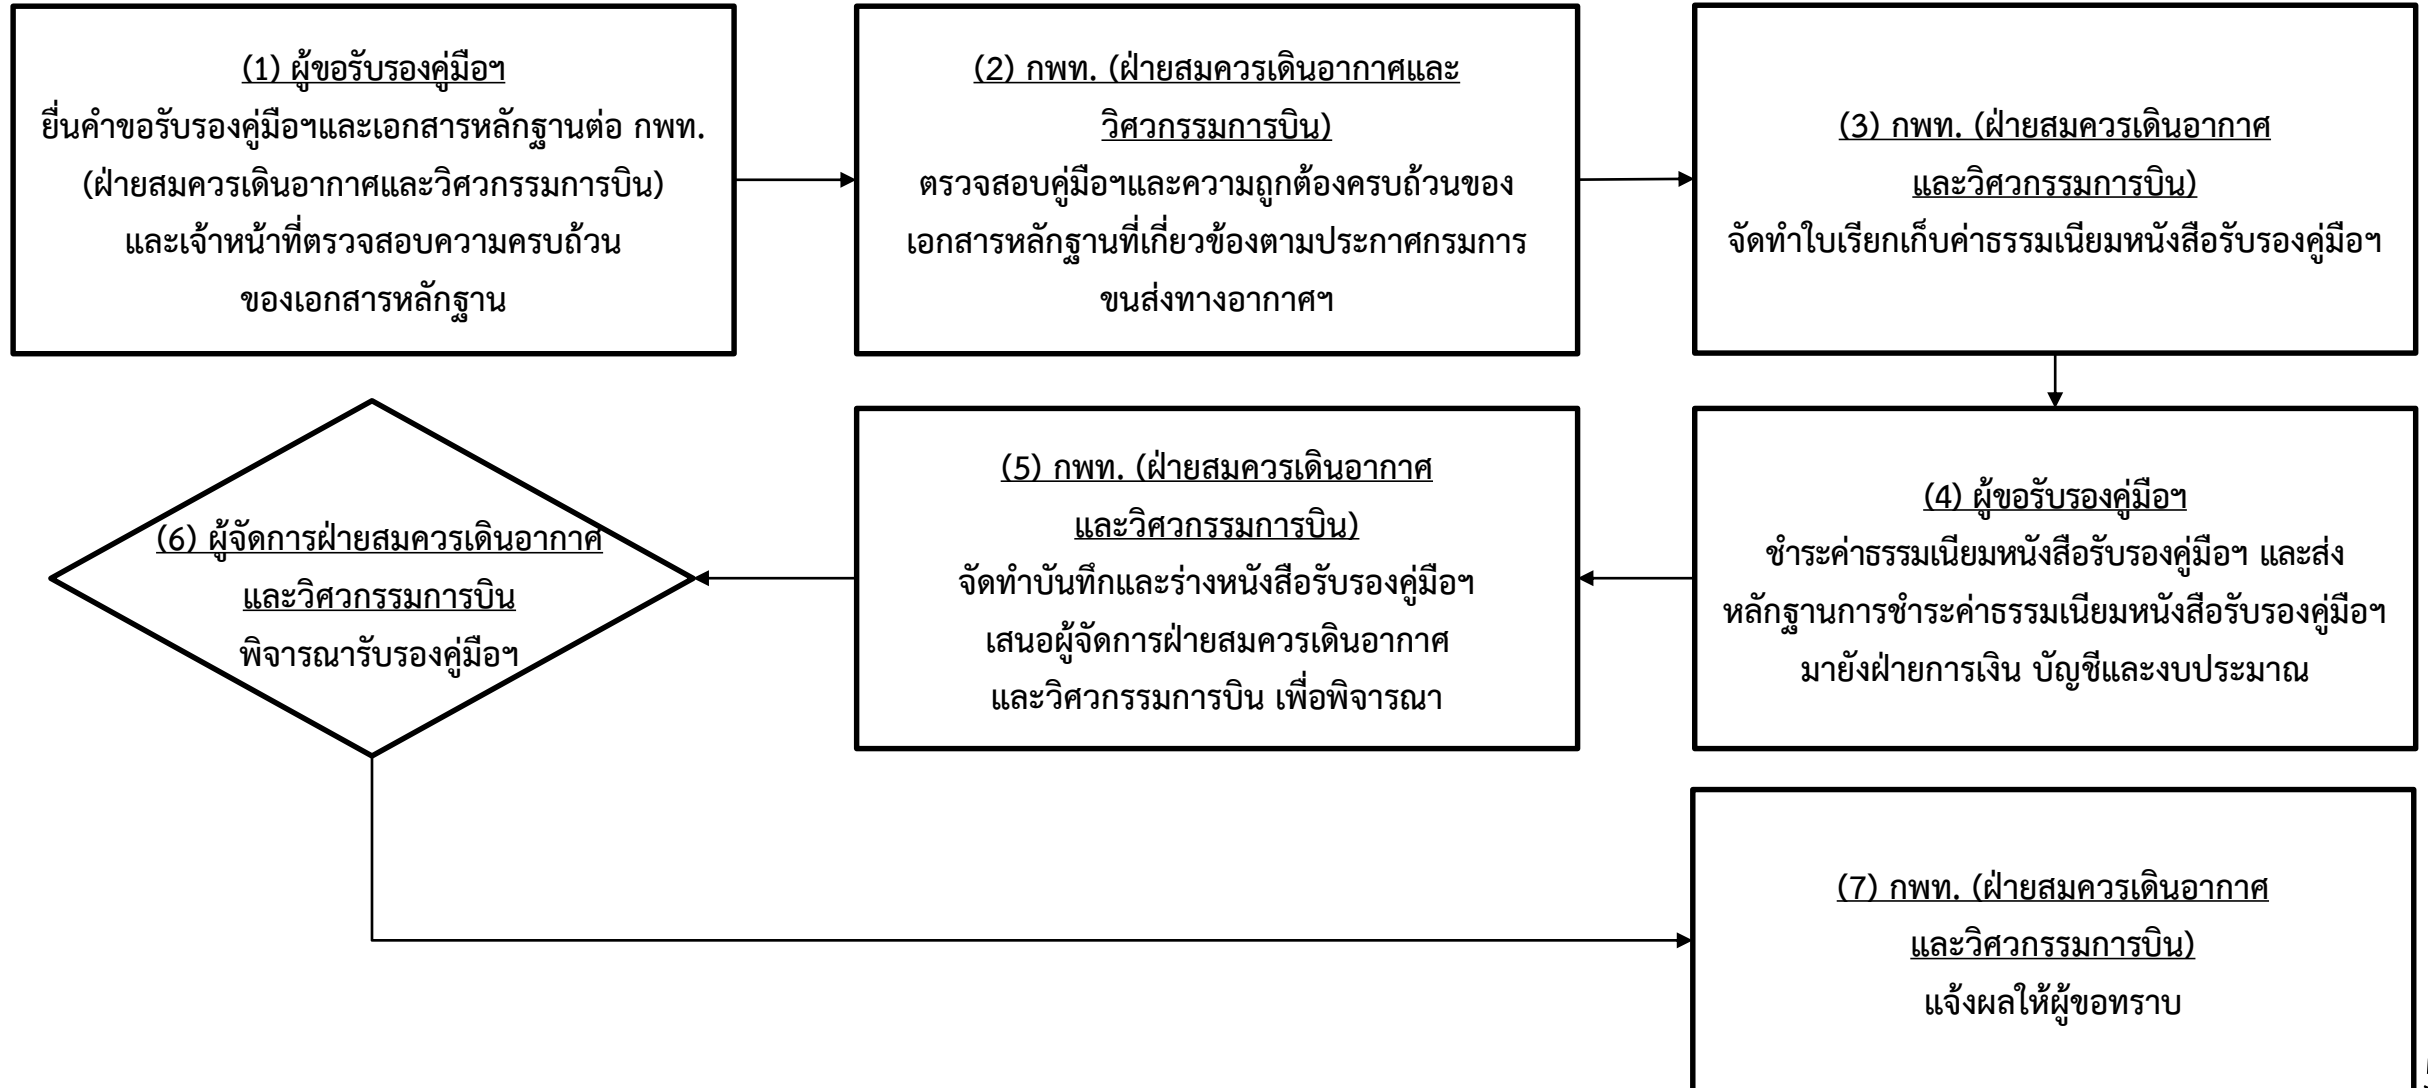 (1) ผู้ขอรับรองคู่มือฯ
ยื่นคำขอรับรองคู่มือฯและเอกสารหลักฐานต่อ กพท.
(ฝ่ายสมควรเดินอากาศและวิศวกรรมการบิน)
และเจ้าหน้าที่ตรวจสอบความครบถ้วน
ของเอกสารหลักฐาน
(2) กพท. (ฝ่ายสมควรเดินอากาศและ
วิศวกรรมการบิน)
ตรวจสอบคู่มือฯและความถูกต้องครบถ้วนของ
เอกสารหลักฐานที่เกี่ยวข้องตามประกาศกรมการ
ขนส่งทางอากาศฯ
(3) กพท. (ฝ่ายสมควรเดินอากาศ
และวิศวกรรมการบิน)
จัดทำใบเรียกเก็บค่าธรรมเนียมหนังสือรับรองคู่มือฯ
(4) ผู้ขอรับรองคู่มือฯ
ชำระค่าธรรมเนียมหนังสือรับรองคู่มือฯ และส่ง
หลักฐานการชำระค่าธรรมเนียมหนังสือรับรองคู่มือฯ
มายังฝ่ายการเงิน บัญชีและงบประมาณ
(5) กพท. (ฝ่ายสมควรเดินอากาศ
และวิศวกรรมการบิน)
จัดทำบันทึกและร่างหนังสือรับรองคู่มือฯ
เสนอผู้จัดการฝ่ายสมควรเดินอากาศ
และวิศวกรรมการบิน เพื่อพิจารณา
(6) ผู้จัดการฝ่ายสมควรเดินอากาศ
และวิศวกรรมการบิน
พิจารณารับรองคู่มือฯ
(7) กพท. (ฝ่ายสมควรเดินอากาศ
และวิศวกรรมการบิน)
แจ้งผลให้ผู้ขอทราบ